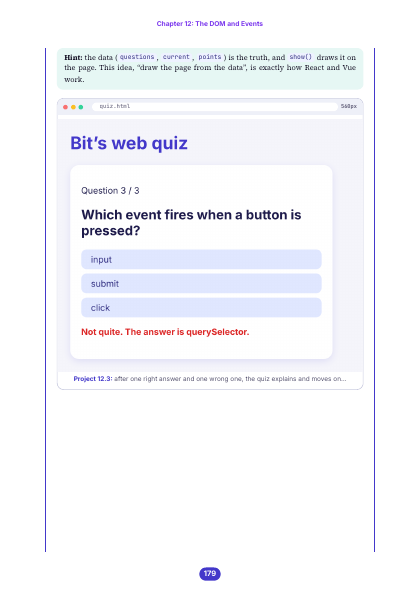 Chapter 12: The DOM and Events
Hint: the data ( questions , current , points ) is the truth, and show() draws it on
the page. This idea, “draw the page from the data”, is exactly how React and Vue
work.
quiz.html
560px
Bit’s web quiz
Question 3 / 3
Which event fires when a button is
pressed?
input
submit
click
Not quite. The answer is querySelector.
Project 12.3: after one right answer and one wrong one, the quiz explains and moves on…
179